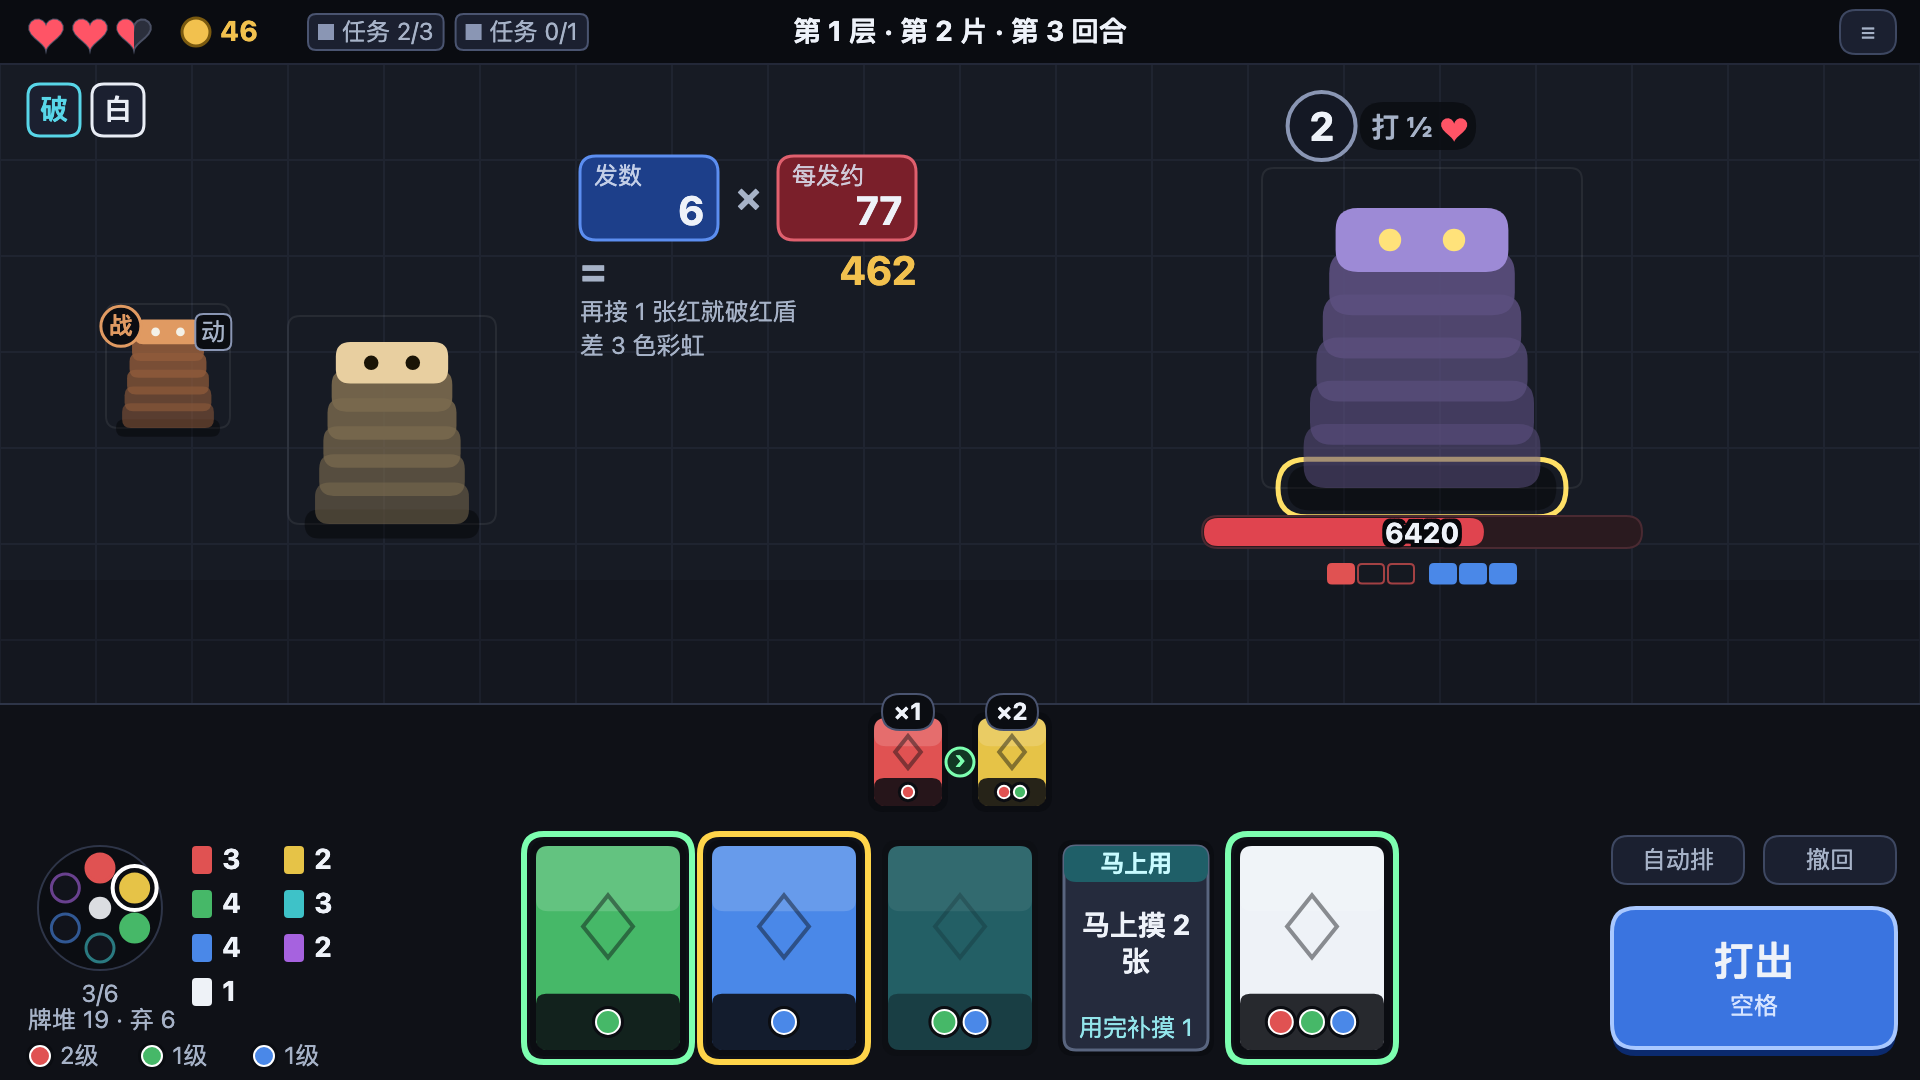 46
任务 2/3
任务 0/1
第 1 层 · 第 2 片 · 第 3 回合
≡
破
白
2
打 ½
发数
6
×
每发约
77
=
462
再接 1 张红就破红盾
差 3 色彩虹
战
动
6420
×1
×2
3
2
4
3
4
2
1
3/6
牌堆 19 · 弃 6
2级
1级
1级
马上用
马上摸 2
张
用完补摸 1
自动排
撤回
打出
空格